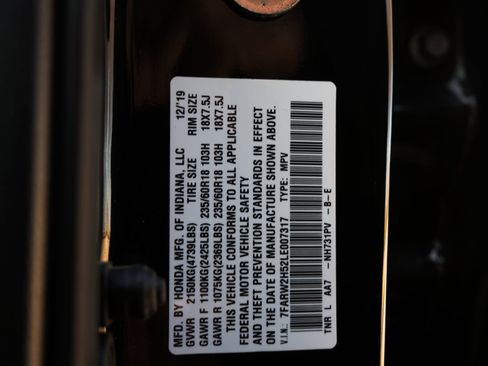 MFD. BY HONDA MFG. OF INDIANA, LLC 12/'19
GVWR 2150KG(4739LBS) TIRE SIZE RIM SIZE
GAWR F 1100KG(2425LBS) 235/60R18 103H 18X7.5J
GAWR R 1075KG(2369LBS) 235/60R18 103H 18X7.5J
THIS VEHICLE CONFORMS TO ALL APPLICABLE
FEDERAL MOTOR VEHICLE SAFETY
AND THEFT PREVENTION STANDARDS IN EFFECT
ON THE DATE OF MANUFACTURE SHOWN ABOVE.
V.I.N.: 7FARW2H52LE007317 TYPE: MPV
TNR L AA7 -NH731PV -B-E